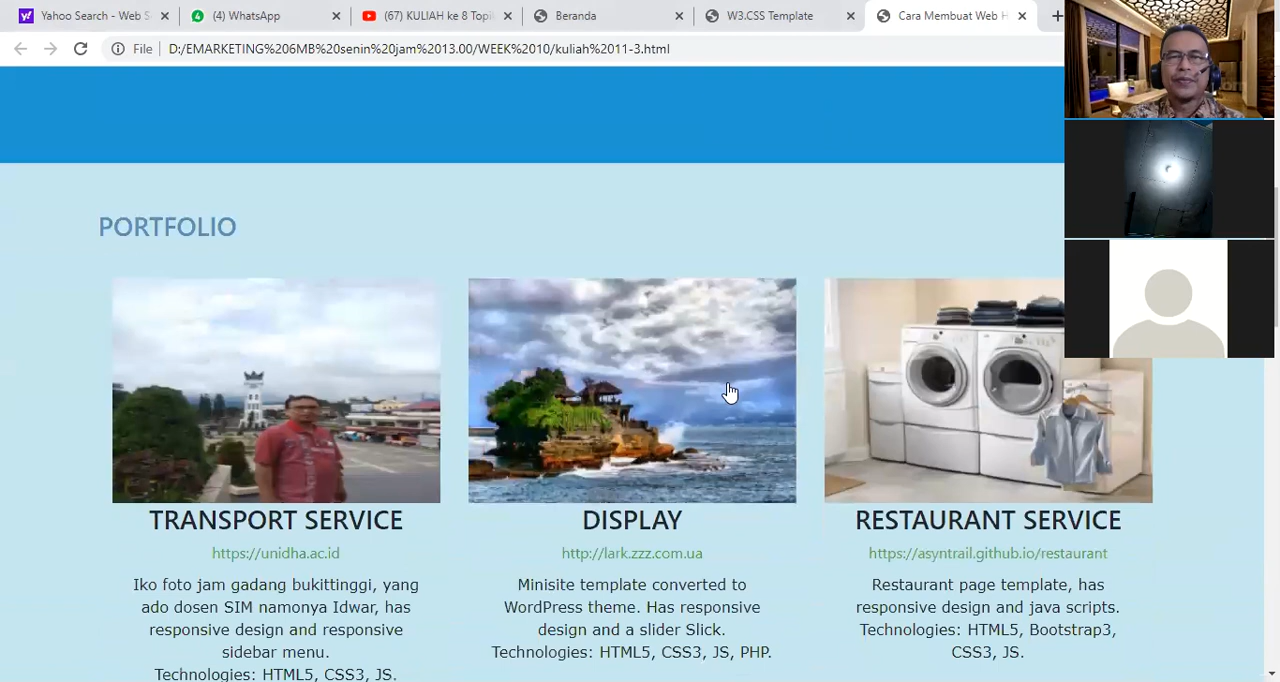 Yahoo Search - Web S
(4) WhatsApp
(67) KULIAH ke 8 Topik
Beranda
W3.CSS Template
Cara Membuat Web H
File
D:/EMARKETING%206MB%20senin%20jam%2013.00/WEEK%2010/kuliah%2011-3.html
PORTFOLIO
TRANSPORT SERVICE
https://unidha.ac.id
Iko foto jam gadang bukittinggi, yang
ado dosen SIM namonya Idwar, has
responsive design and responsive
sidebar menu.
Technologies: HTML5, CSS3, JS.
DISPLAY
http://lark.zzz.com.ua
Minisite template converted to
WordPress theme. Has responsive
design and a slider Slick.
Technologies: HTML5, CSS3, JS, PHP.
RESTAURANT SERVICE
https://asyntrail.github.io/restaurant
Restaurant page template, has
responsive design and java scripts.
Technologies: HTML5, Bootstrap3,
CSS3, JS.